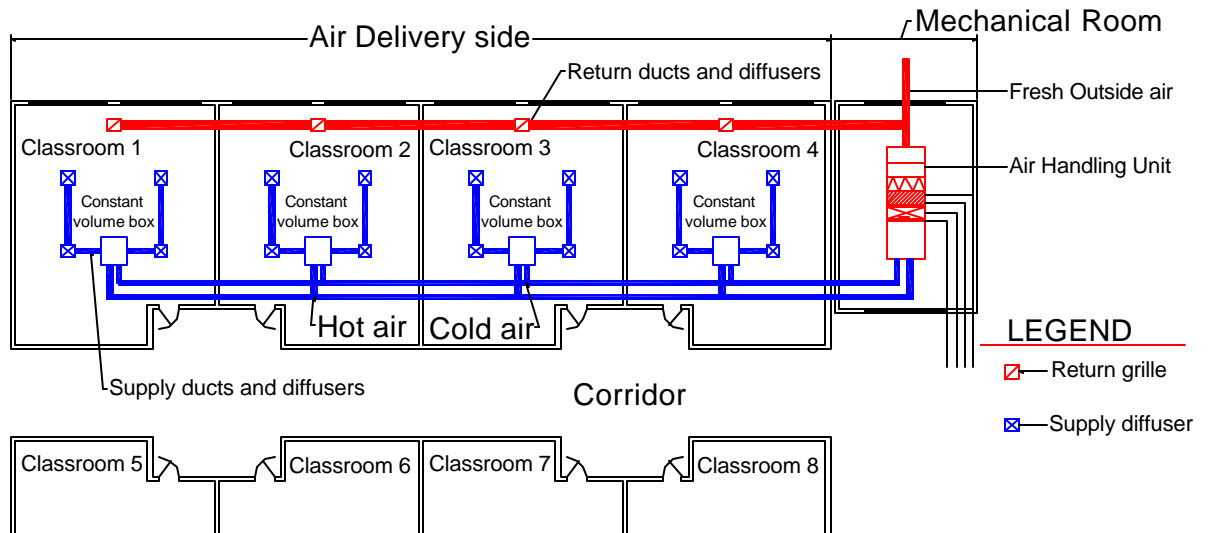 Mechanical Room
Air Delivery side
Return ducts and diffusers
Fresh Outside air
Classroom 1
Classroom 2
Classroom 3
Classroom 4
Air Handling Unit
Constant
volume box
Constant
volume box
Constant
volume box
Constant
volume box
Hot air
Cold air
LEGEND
Return grille
Supply ducts and diffusers
Corridor
Supply diffuser
Classroom 5
Classroom 6
Classroom 7
Classroom 8